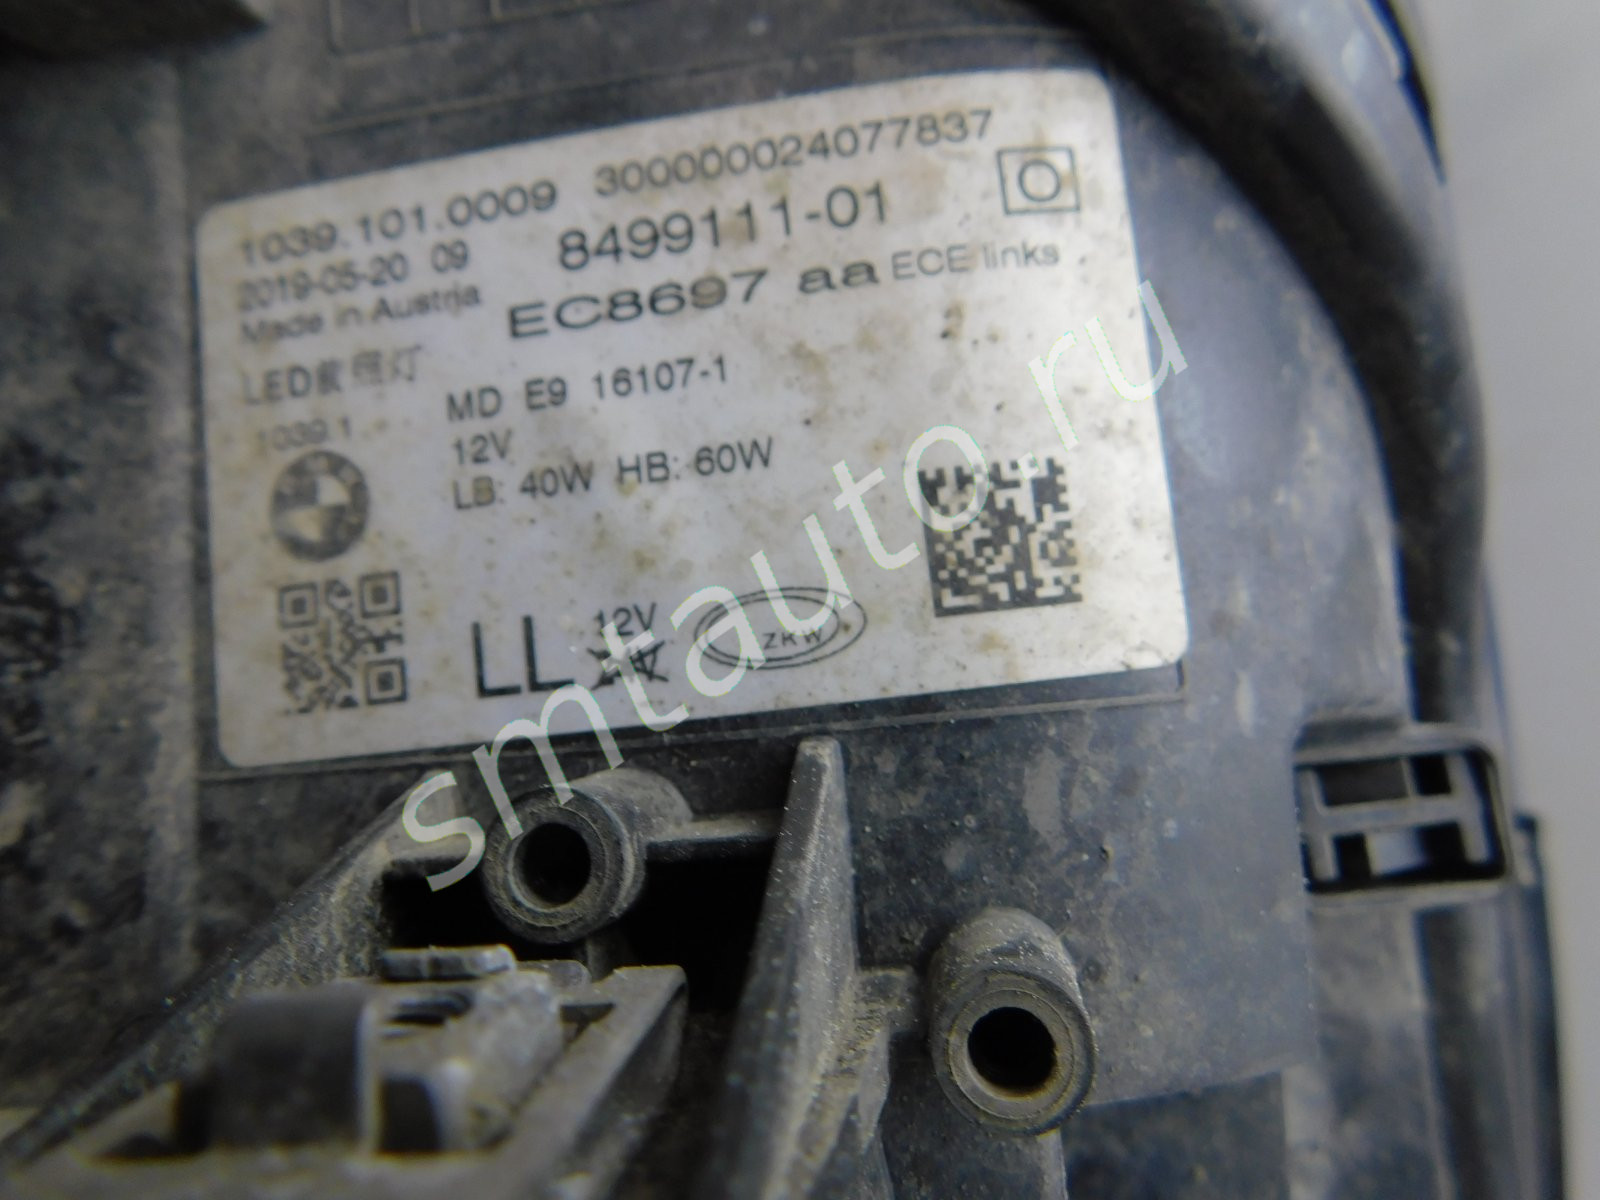 1039.101.0009 300000024077837
2019-05-20 09 8499111-01 O
Made in Austria EC8697 aa ECE links
LED前照灯 MD E9 16107-1
1039 1 12V
LB: 40W HB: 60W
LL 12V ZKW
smtauto.ru